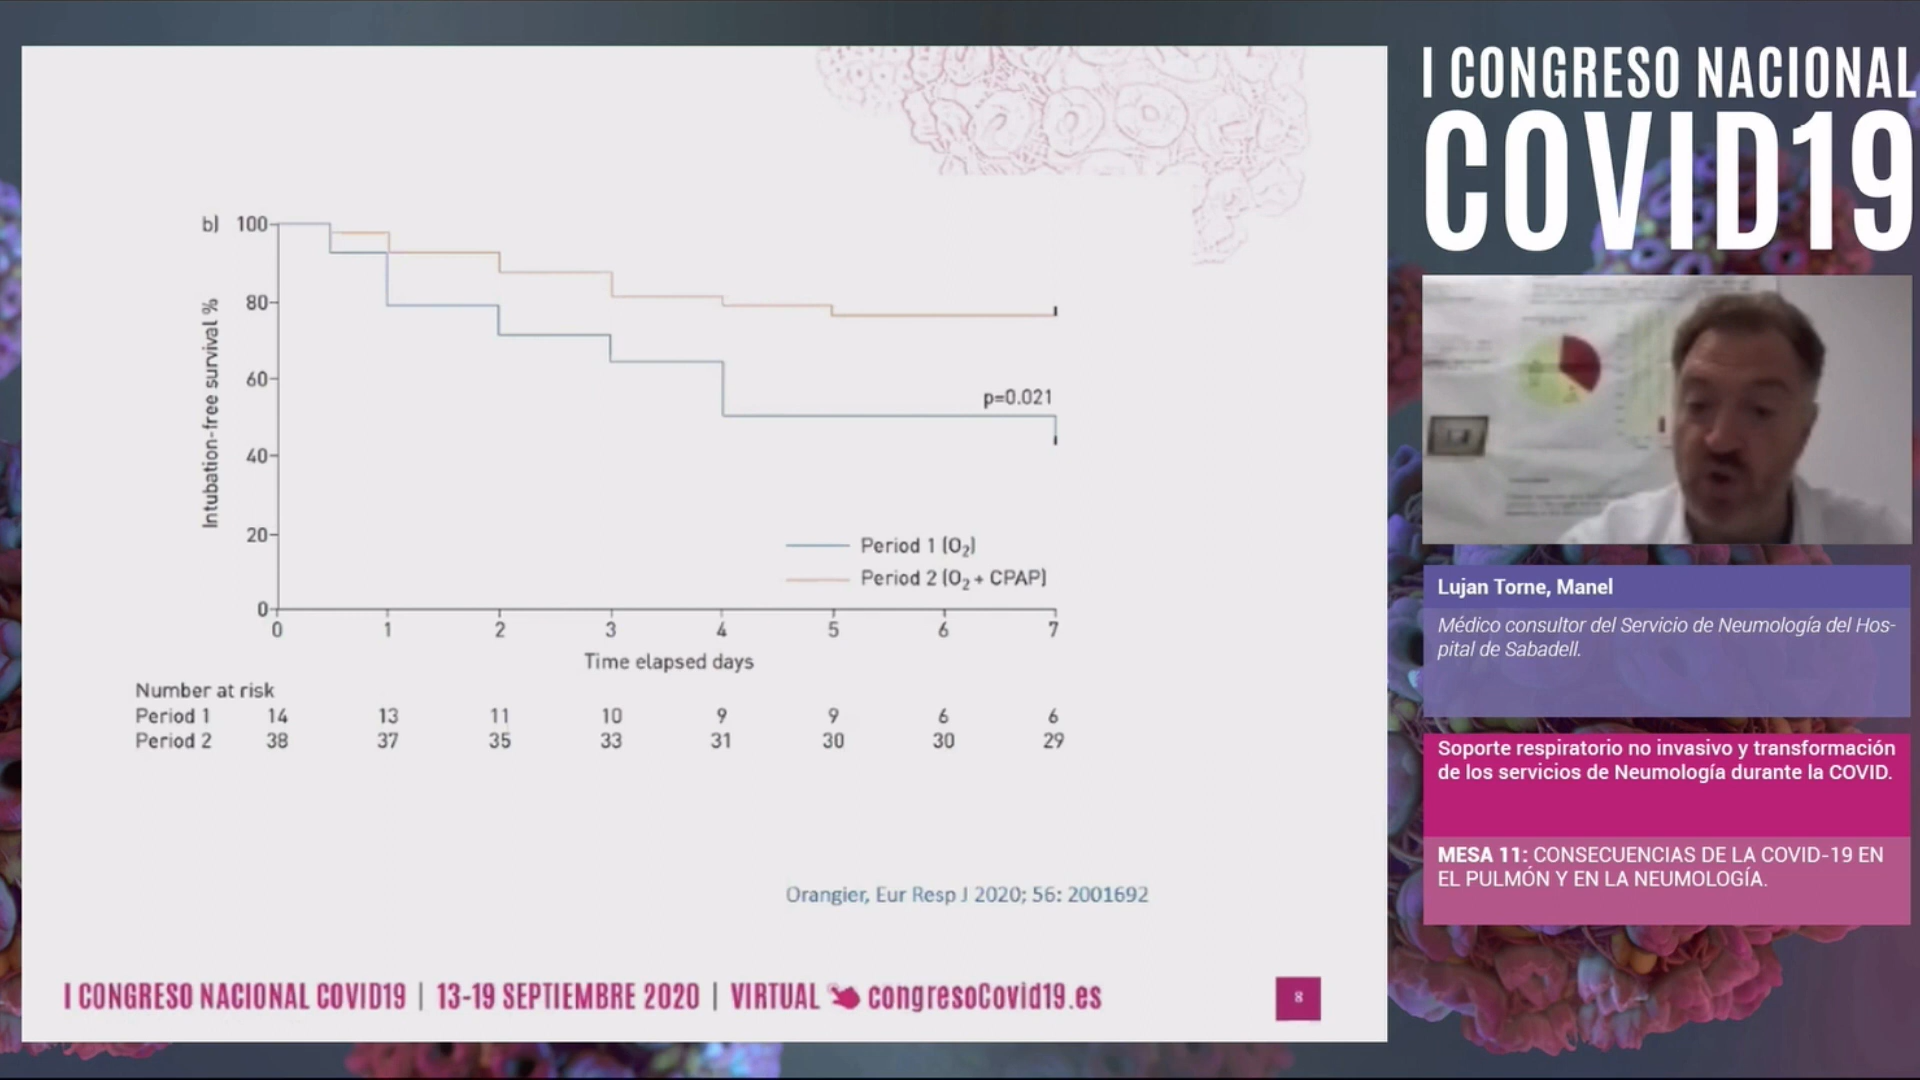 b)
100
80
60
40
20
0
Intubation-free survival %
p=0.021
Period 1 (O₂)
Period 2 (O₂ + CPAP)
0 1 2 3 4 5 6 7
Time elapsed days
Number at risk
Period 1 14 13 11 10 9 9 6 6
Period 2 38 37 35 33 31 30 30 29
Orangier, Eur Resp J 2020; 56: 2001692
I CONGRESO NACIONAL COVID19 | 13-19 SEPTIEMBRE 2020 | VIRTUAL congresoCovid19.es
8
I CONGRESO NACIONAL
COVID19
Lujan Torne, Manel
Médico consultor del Servicio de Neumología del Hos-
pital de Sabadell.
Soporte respiratorio no invasivo y transformación
de los servicios de Neumología durante la COVID.
MESA 11: CONSECUENCIAS DE LA COVID-19 EN
EL PULMÓN Y EN LA NEUMOLOGÍA.